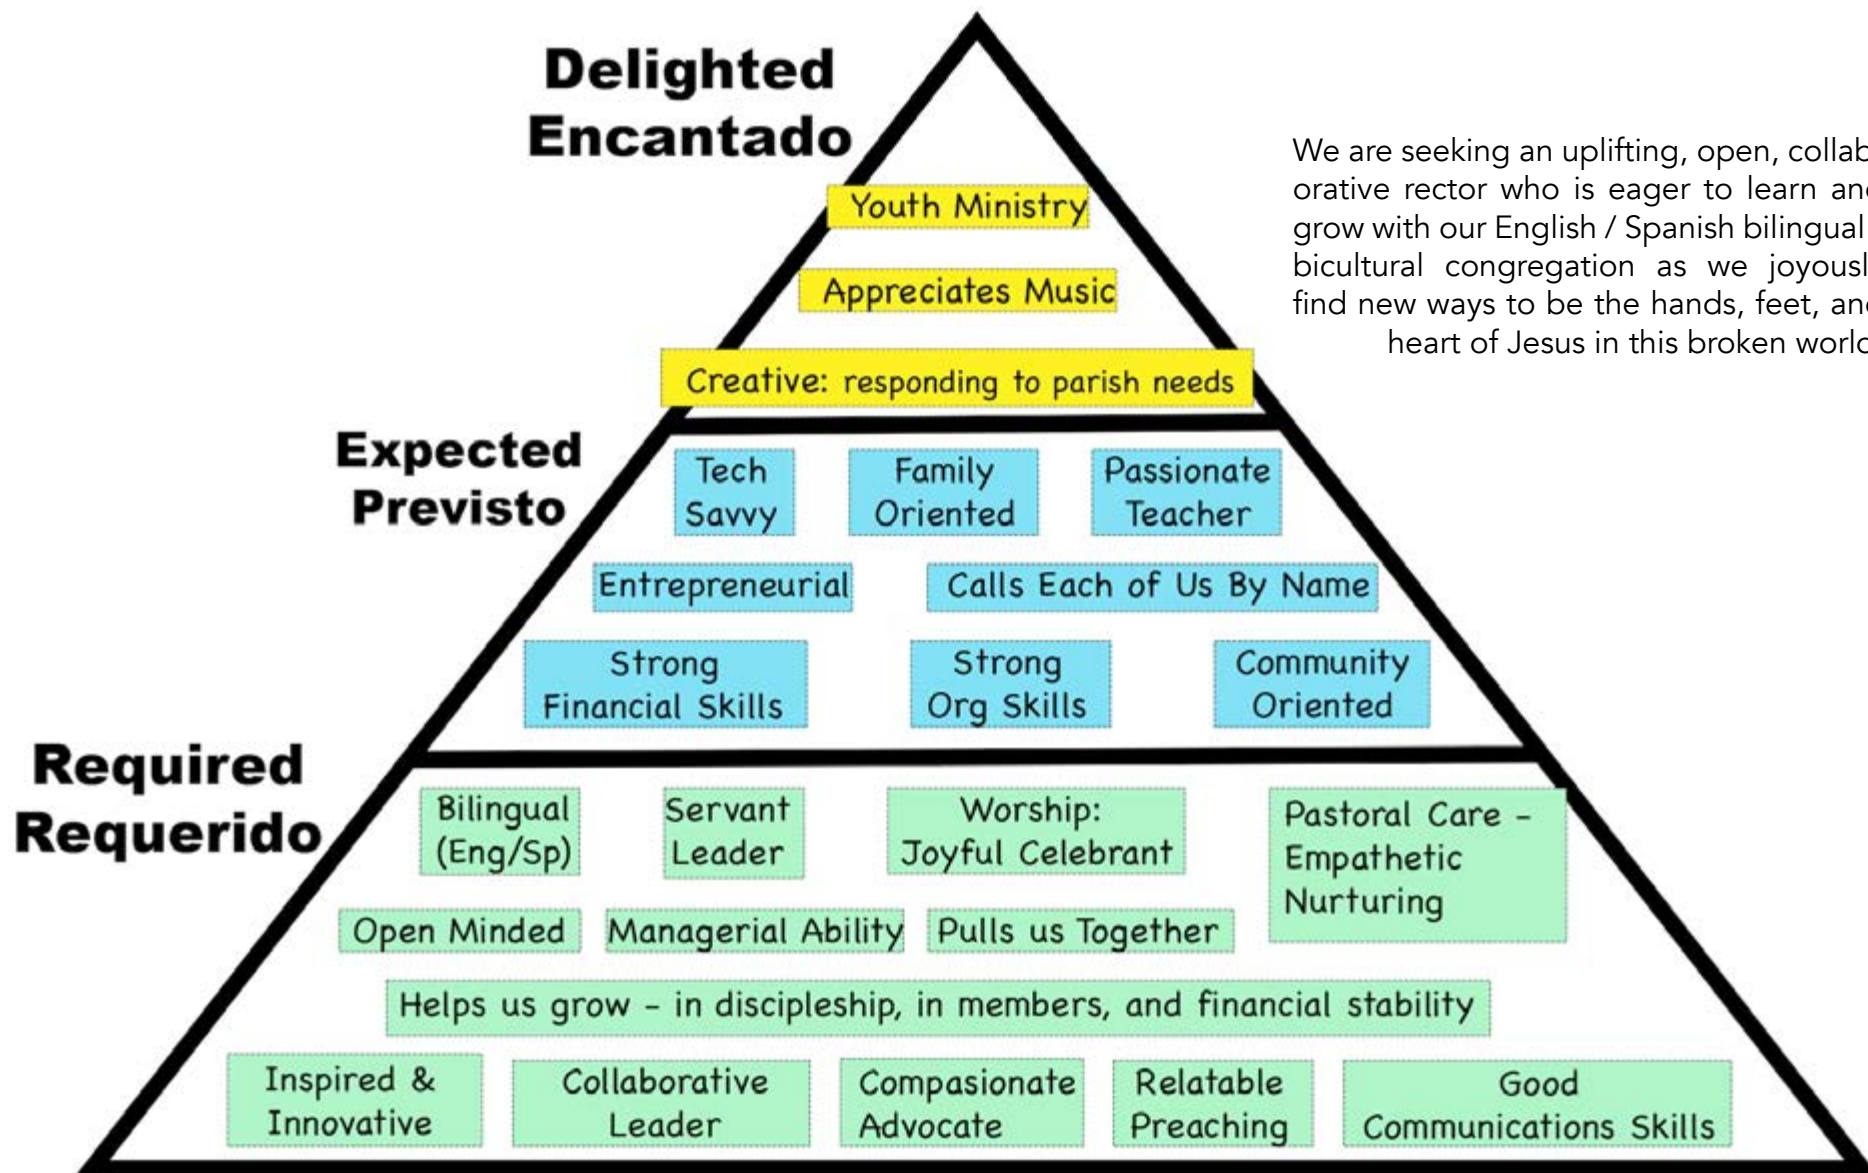 Delighted
Encantado
Youth Ministry
Appreciates Music
Creative: responding to parish needs
We are seeking an uplifting, open, collab
orative rector who is eager to learn and
grow with our English / Spanish bilingual
bicultural congregation as we joyously
find new ways to be the hands, feet, and
heart of Jesus in this broken world
Expected
Previsto
Tech
Savvy
Family
Oriented
Passionate
Teacher
Entrepreneurial
Calls Each of Us By Name
Strong
Financial Skills
Strong
Org Skills
Community
Oriented
Required
Requerido
Bilingual
(Eng/Sp)
Servant
Leader
Worship:
Joyful Celebrant
Pastoral Care -
Empathetic
Nurturing
Open Minded
Managerial Ability
Pulls us Together
Helps us grow - in discipleship, in members, and financial stability
Inspired &
Innovative
Collaborative
Leader
Compasionate
Advocate
Relatable
Preaching
Good
Communications Skills